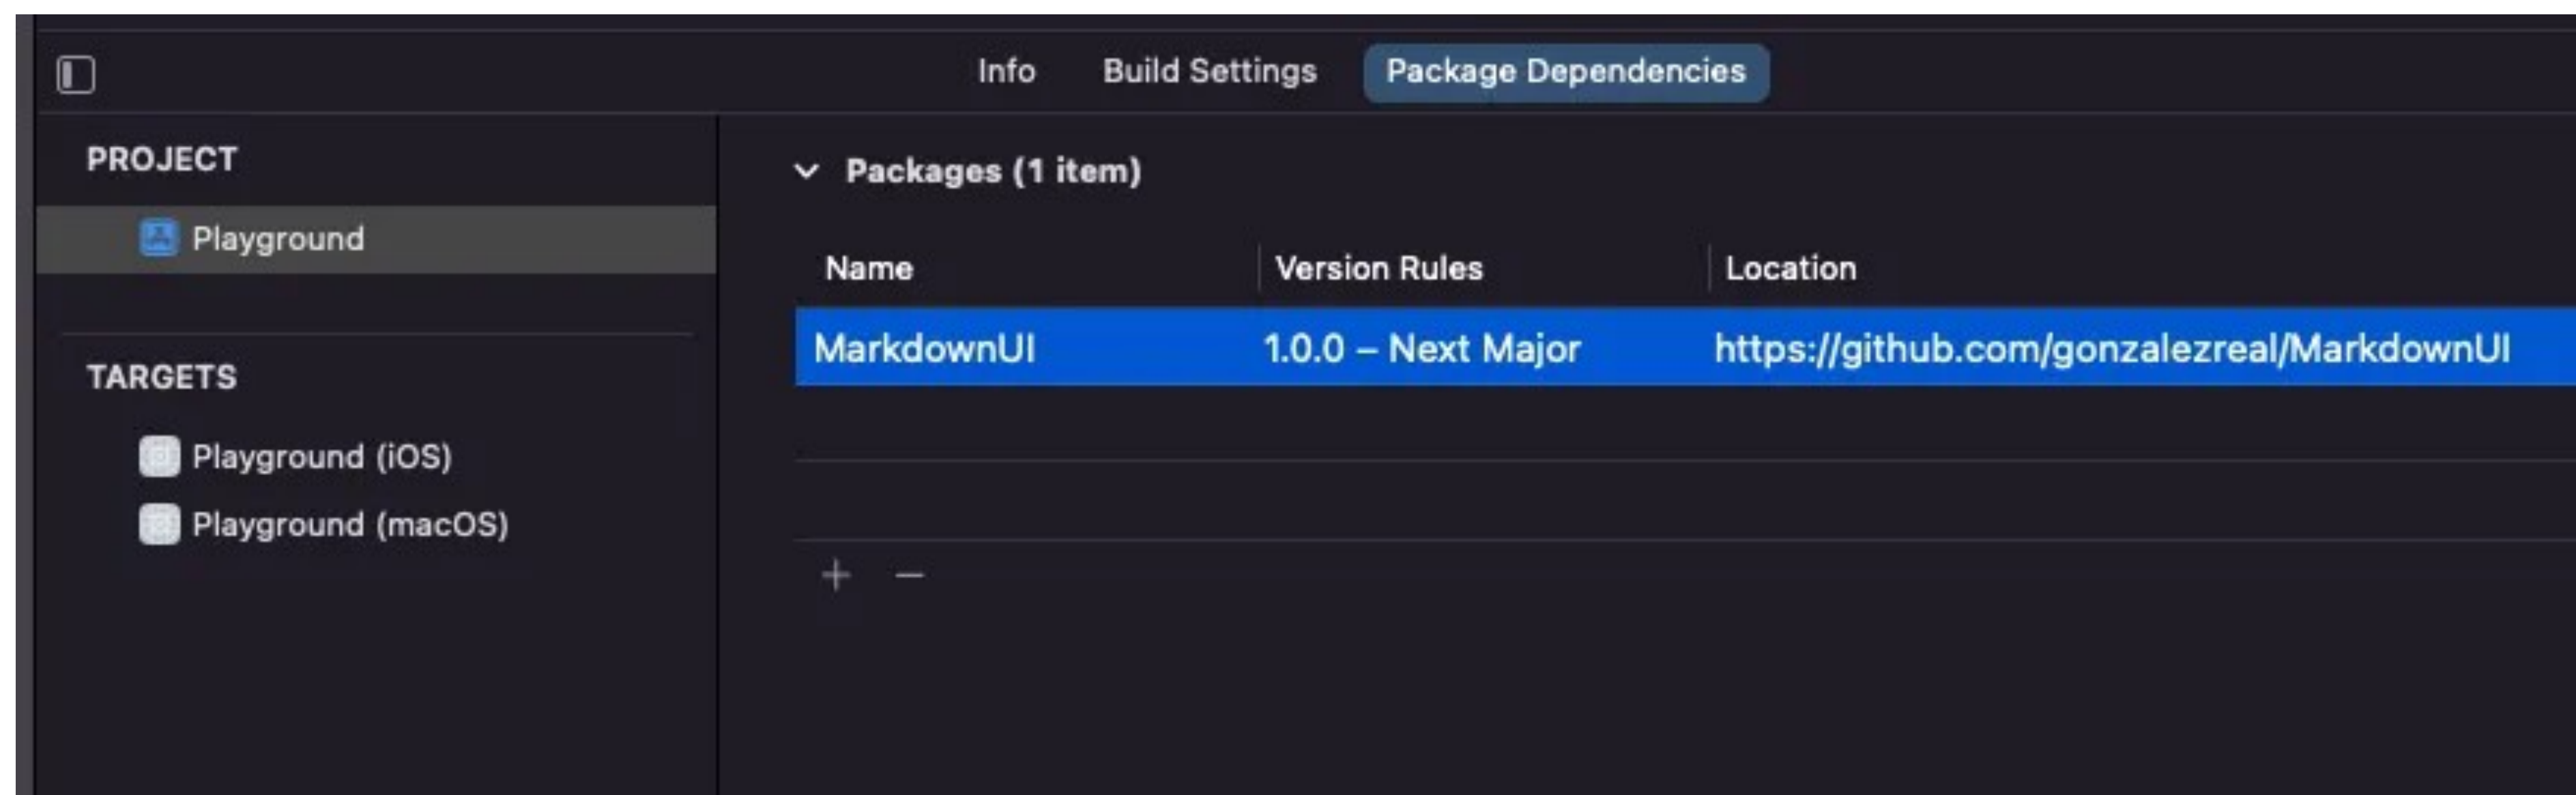 Info Build Settings Package Dependencies
PROJECT
Playground
TARGETS
Playground (iOS)
Playground (macOS)
Packages (1 item)
Name Version Rules Location
MarkdownUI 1.0.0 – Next Major https://github.com/gonzalezreal/MarkdownUI